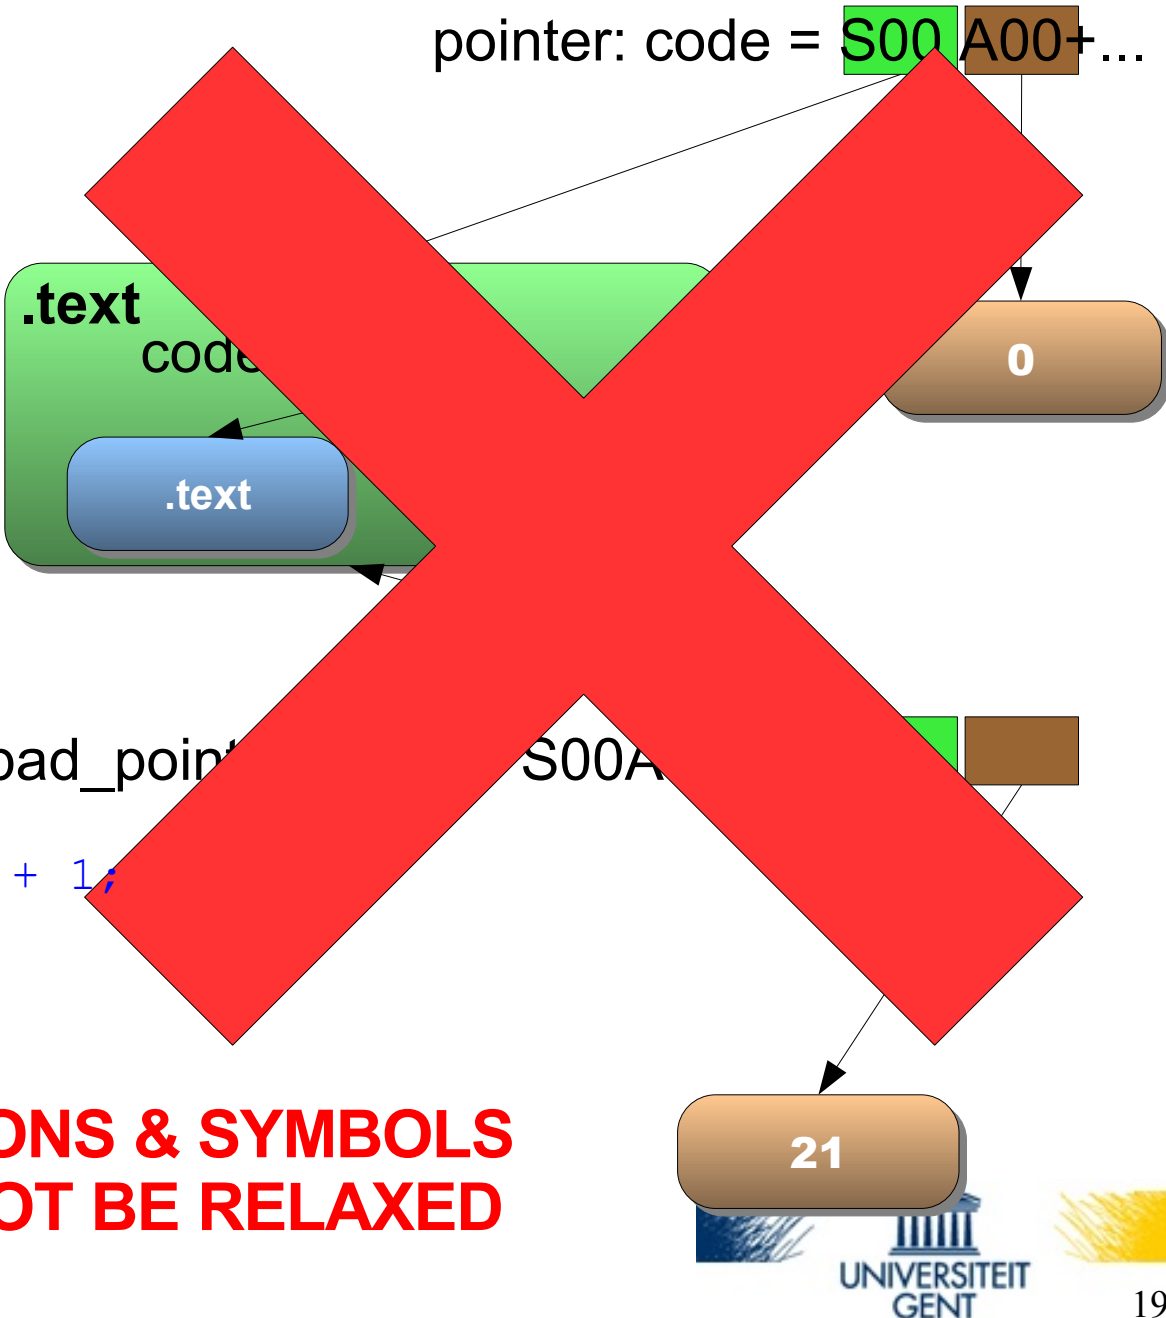 pointer: code = S00 A00+...
.text
code
0
.text
oad_poin S00A
+ 1;
ONS & SYMBOLS
OT BE RELAXED
21
UNIVERSITEIT
GENT
19